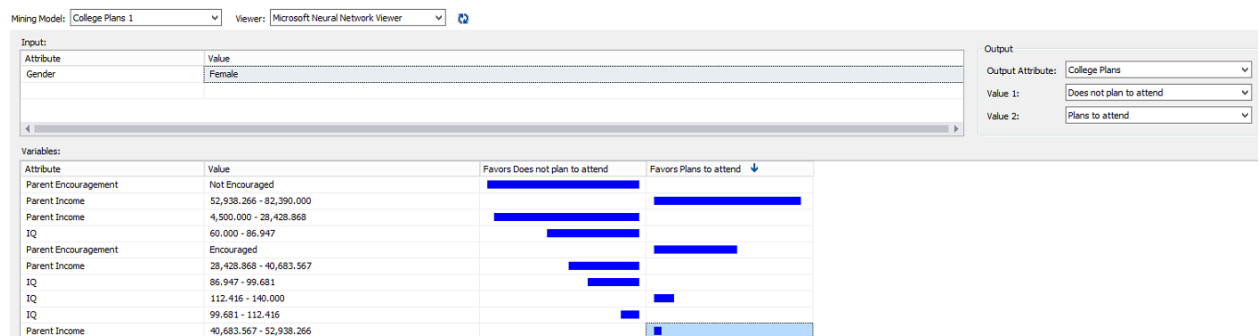 Mining Model: College Plans 1 Viewer: Microsoft Neural Network Viewer
Input:
Attribute Value
Gender Female
Output
Output Attribute: College Plans
Value 1: Does not plan to attend
Value 2: Plans to attend
Variables:
Attribute Value Favors Does not plan to attend Favors Plans to attend
Parent Encouragement Not Encouraged
Parent Income 52,938.266 - 82,390.000
Parent Income 4,500.000 - 28,428.868
IQ 60.000 - 86.947
Parent Encouragement Encouraged
Parent Income 28,428.868 - 40,683.567
IQ 86.947 - 99.681
IQ 112.416 - 140.000
IQ 99.681 - 112.416
Parent Income 40,683.567 - 52,938.266